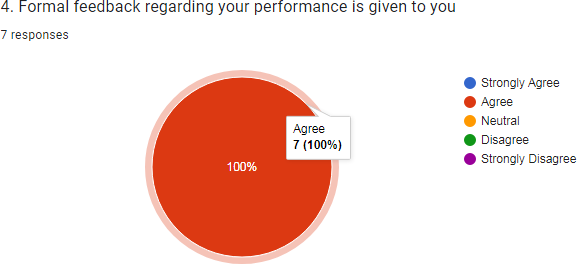 4. Formal feedback regarding your performance is given to you
7 responses
Strongly Agree
Agree
Neutral
Disagree
Strongly Disagree
Agree
7 (100%)
100%